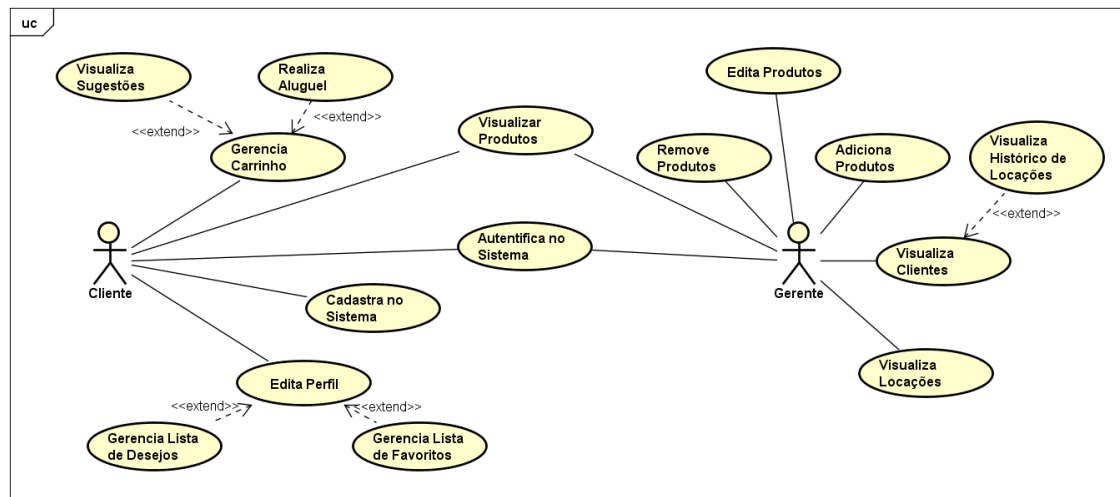 uc
Visualiza
Sugestões
Realiza
Aluguel
<<extend>>
<<extend>>
Gerencia
Carrinho
Visualizar
Produtos
Edita Produtos
Remove
Produtos
Adiciona
Produtos
Visualiza
Histórico de
Locações
<<extend>>
Autentifica no
Sistema
Visualiza
Clientes
Cliente
Gerente
Cadastra no
Sistema
Visualiza
Locações
Edita Perfil
<<extend>>
<<extend>>
Gerencia Lista
de Desejos
Gerencia Lista
de Favoritos